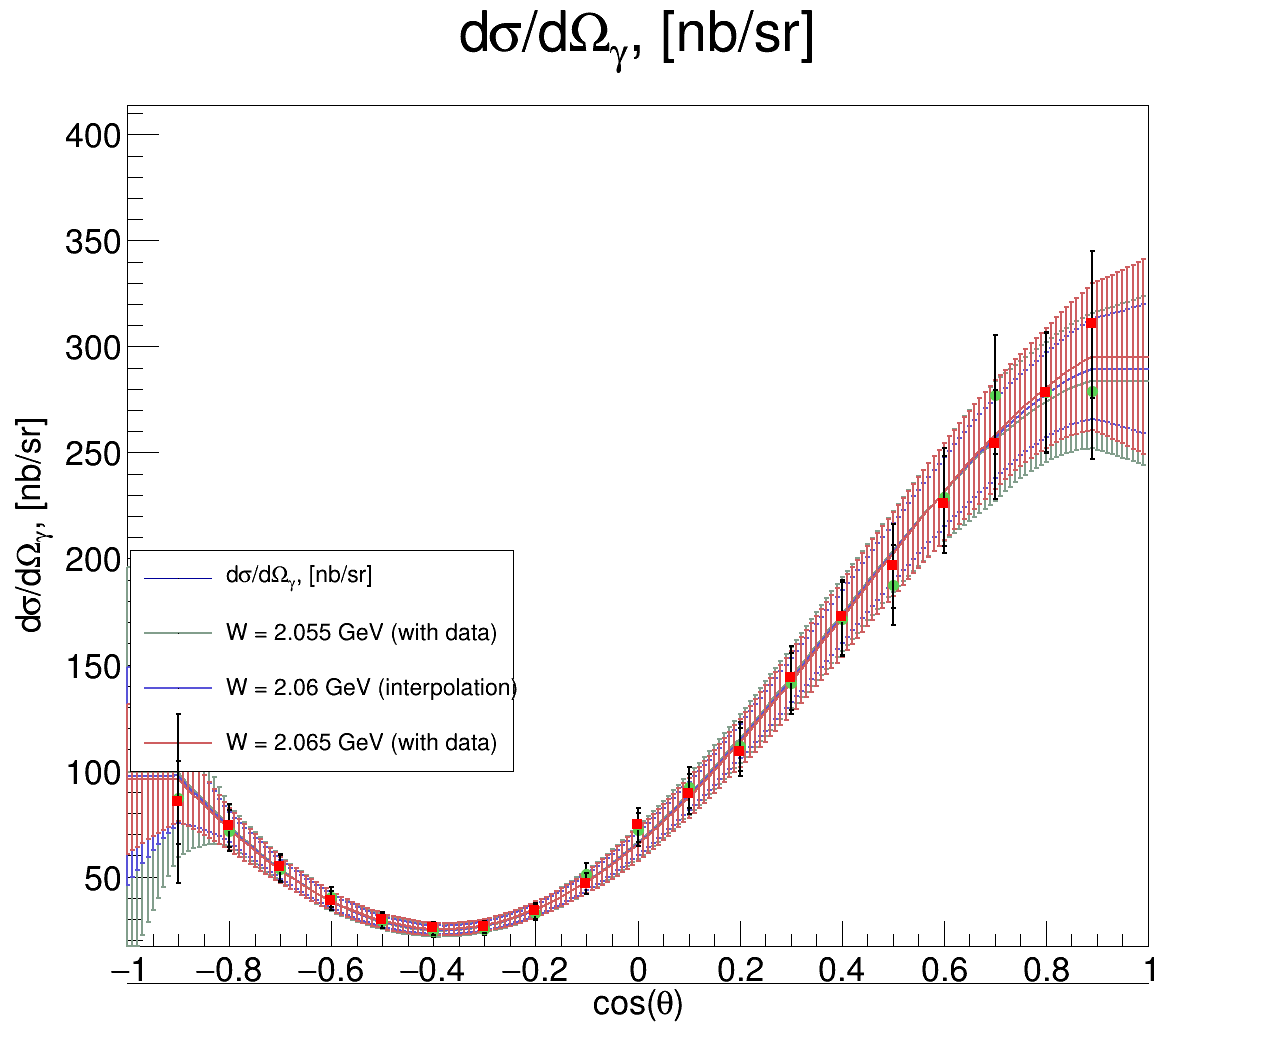 dσ/dΩγ, [nb/sr]
dσ/dΩγ, [nb/sr]
400
350
300
250
200
150
100
50
dσ/dΩγ, [nb/sr]
W = 2.055 GeV (with data)
W = 2.06 GeV (interpolation)
W = 2.065 GeV (with data)
−1 −0.8 −0.6 −0.4 −0.2 0 0.2 0.4 0.6 0.8 1
cos(θ)